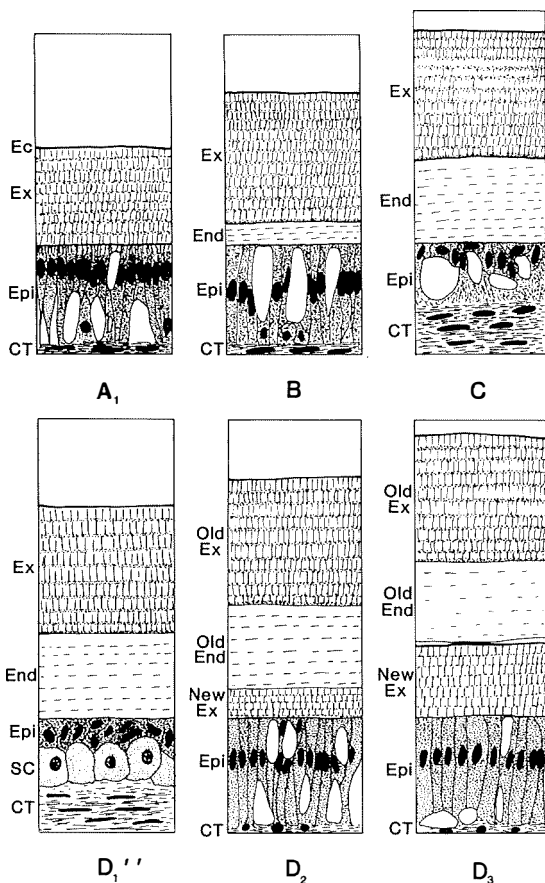 Ec
Ex
Epi
CT
A₁
Ex
End
Epi
CT
B
Ex
End
Epi
CT
C
Ex
End
Epi
SC
CT
D₁′′
Old
Ex
Old
End
New
Ex
Epi
CT
D₂
Old
Ex
Old
End
New
Ex
Epi
CT
D₃